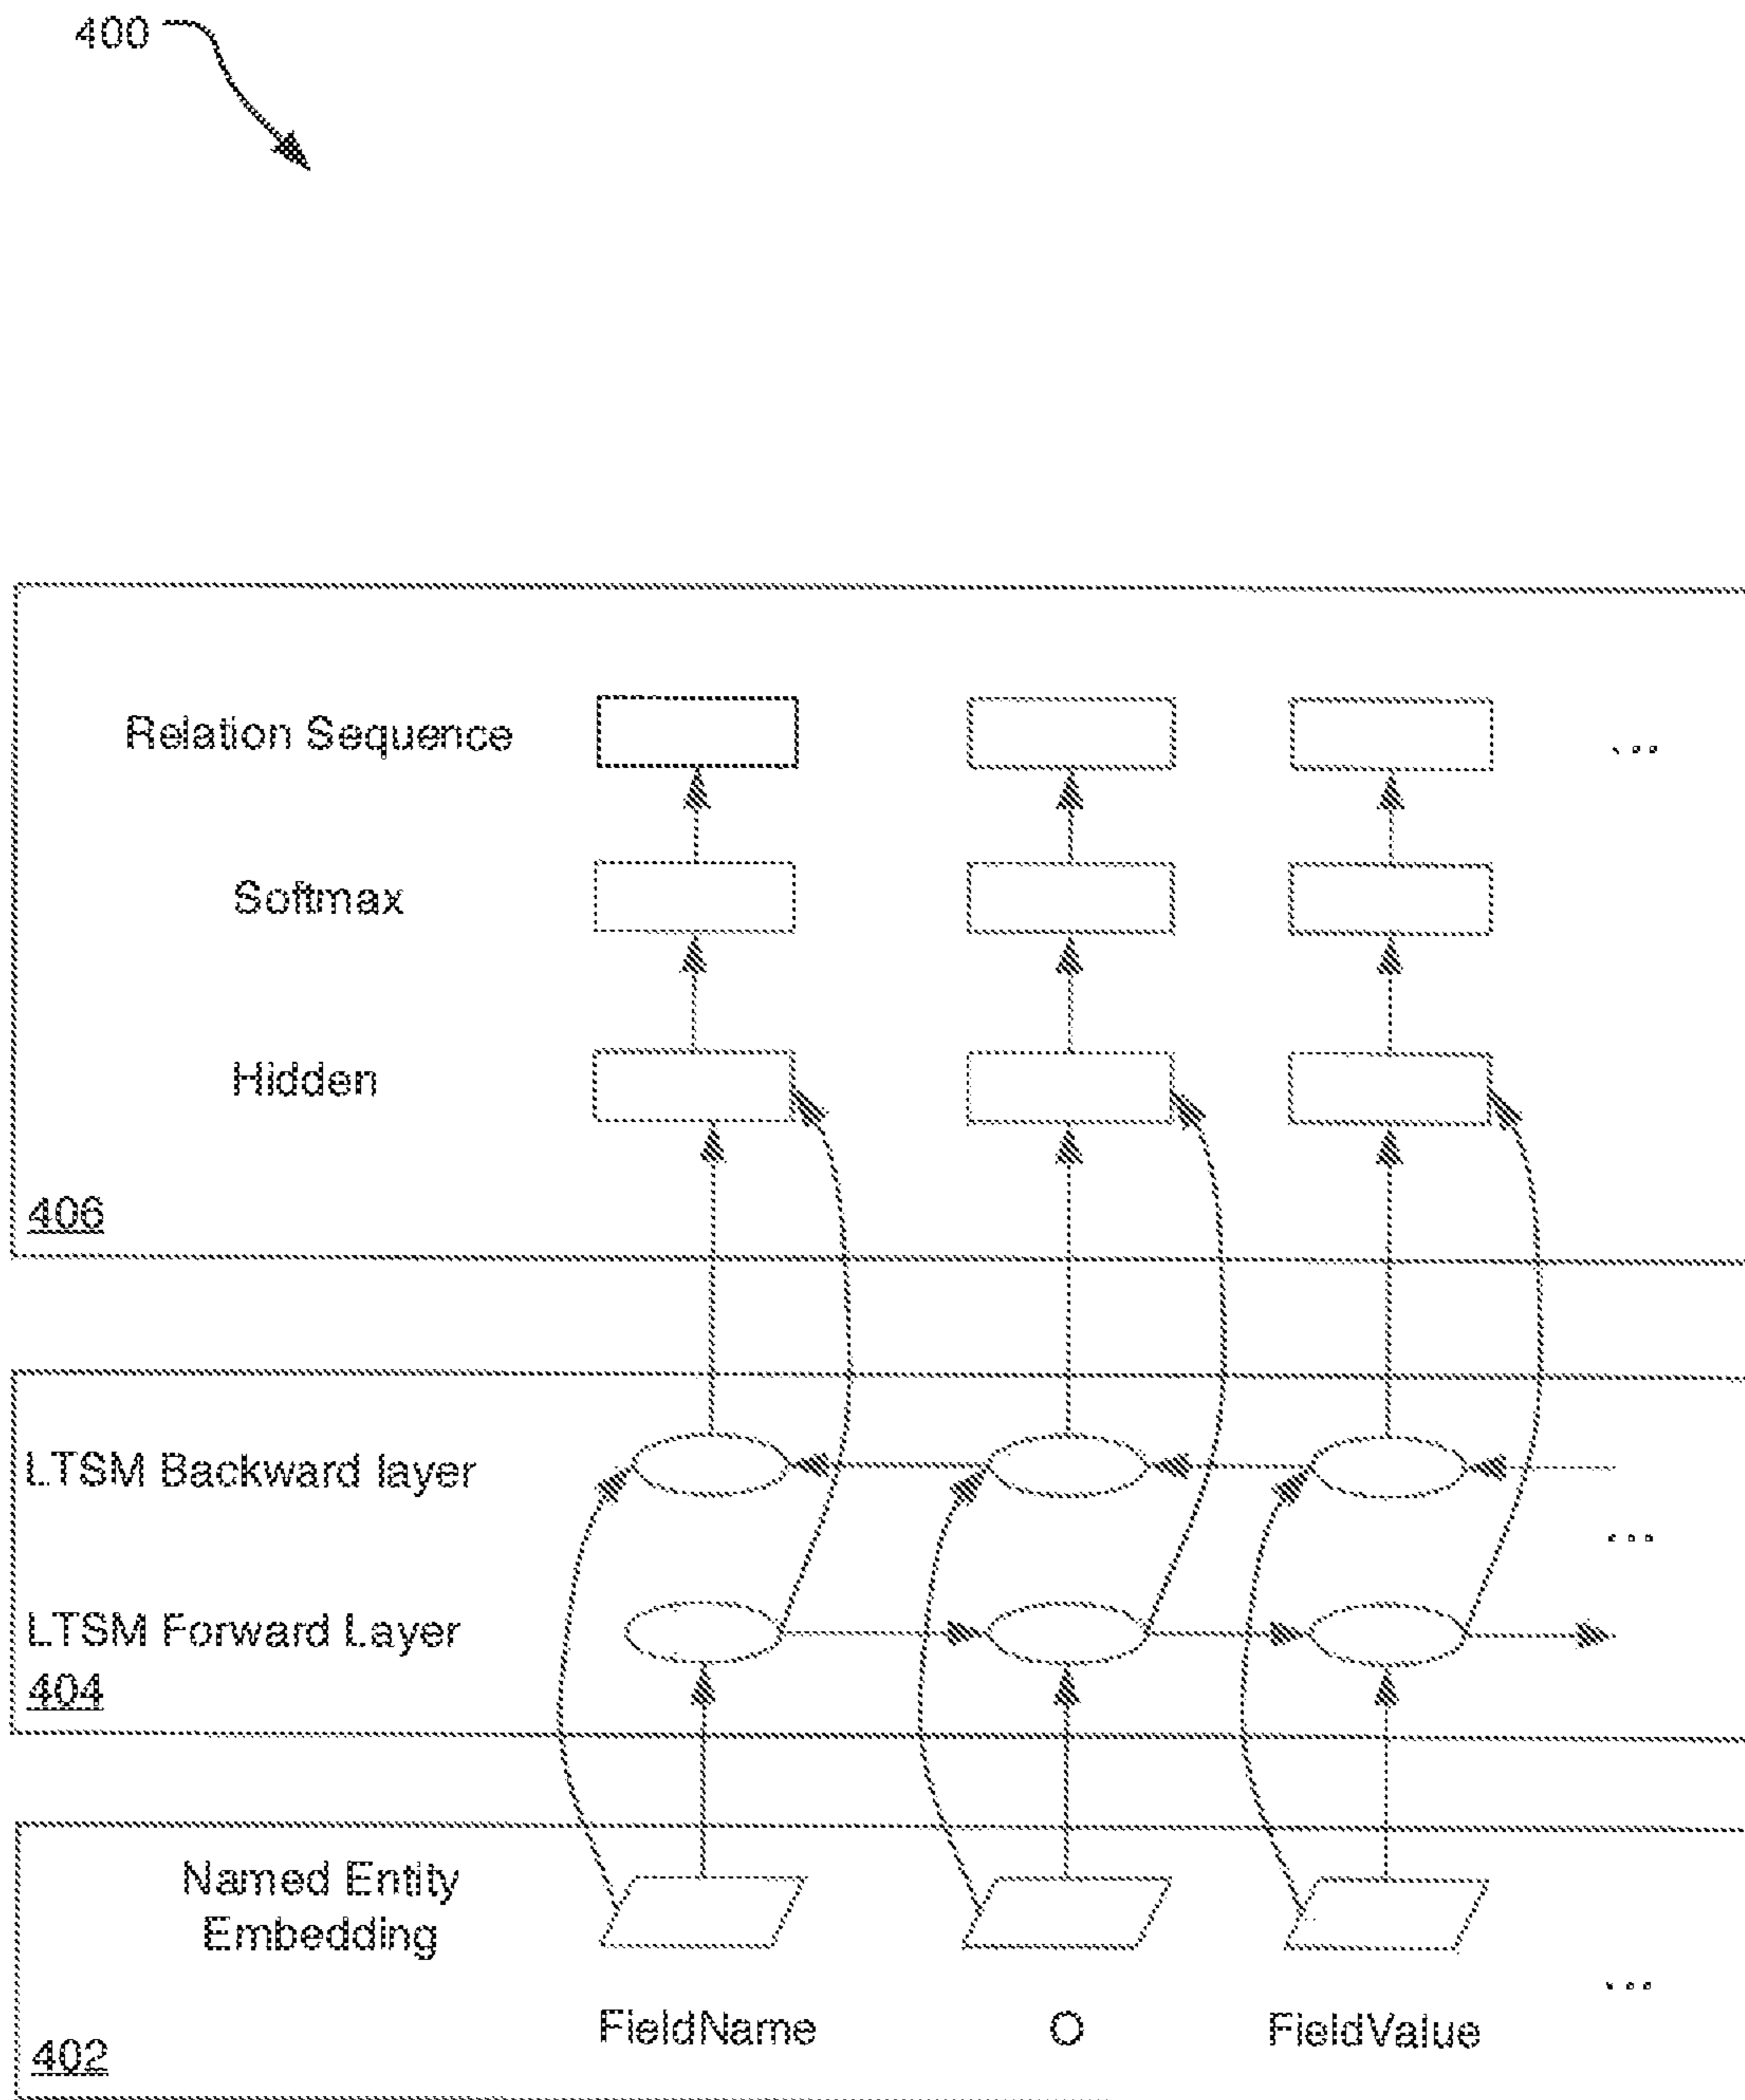 400
Relation Sequence
...
Softmax
Hidden
406
LTSM Backward layer
...
LTSM Forward Layer
404
Named Entity
Embedding
...
FieldName O FieldValue
402